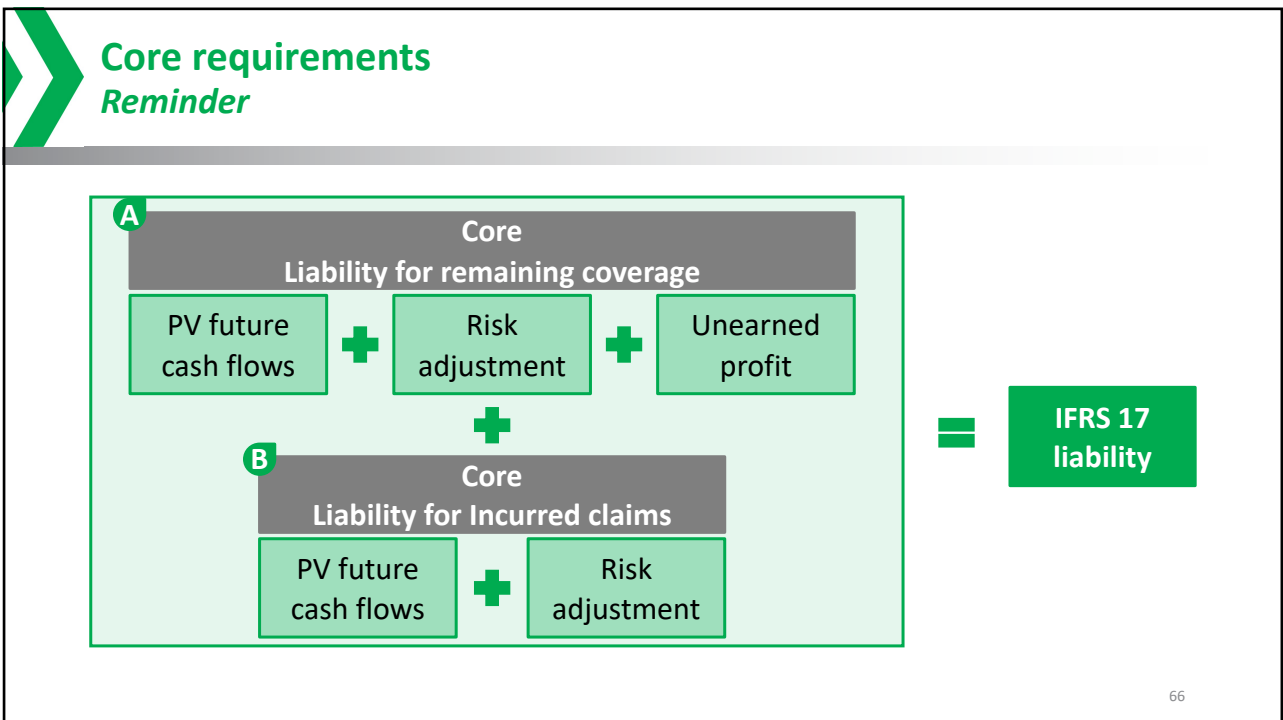 Core requirements
Reminder
A
Core
Liability for remaining coverage
PV future
cash flows
Risk
adjustment
Unearned
profit
B
Core
Liability for Incurred claims
PV future
cash flows
Risk
adjustment
IFRS 17
liability
66